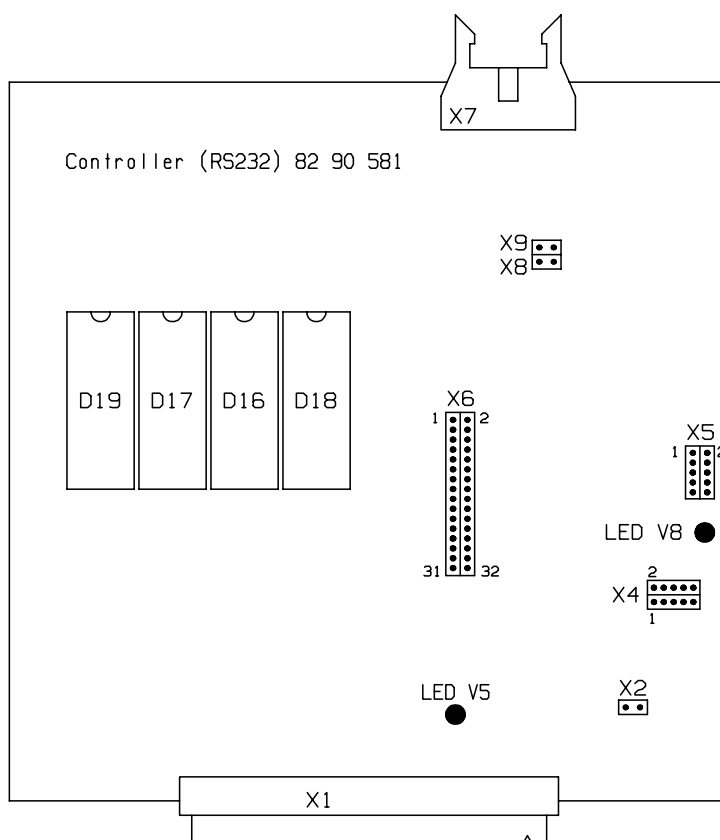 X7
Controller (RS232) 82 90 581
X9
X8
D19 D17 D16 D18
X6
1 2
X5
1 2
LED V8
31 32
2
X4
1
LED V5
X2
X1